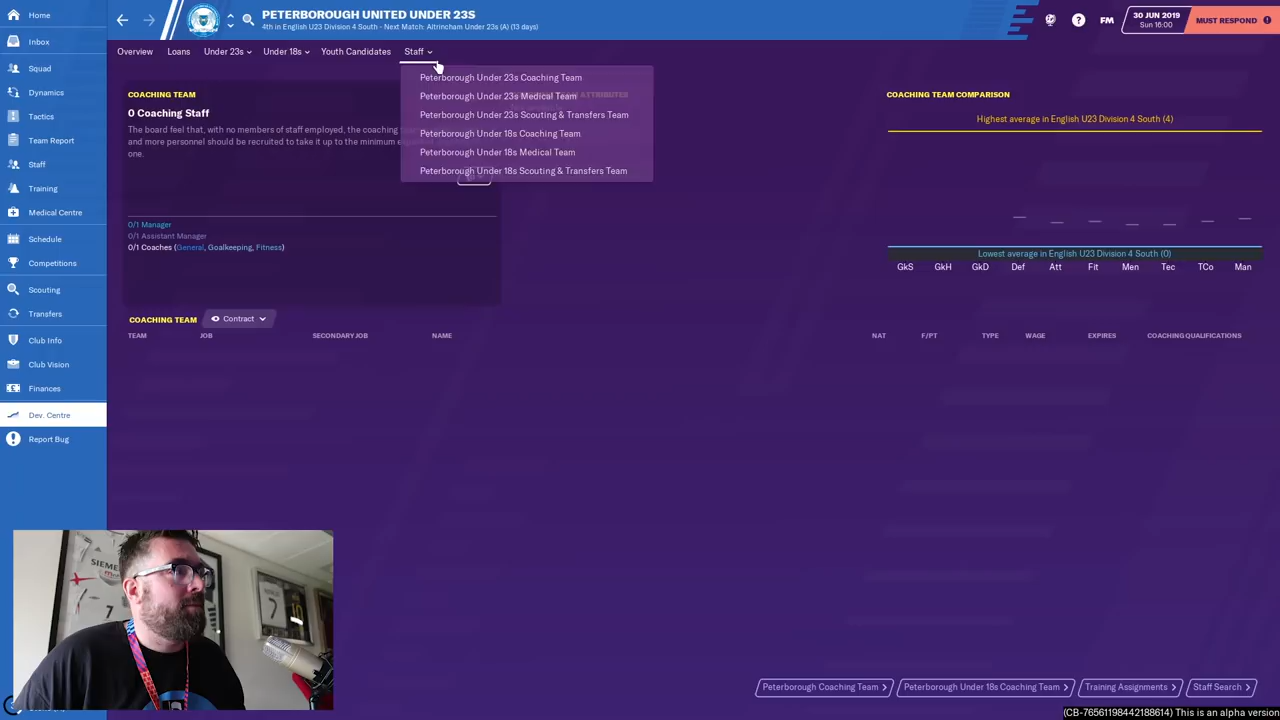 Home
Inbox
Squad
Dynamics
Tactics
Team Report
Staff
Training
Medical Centre
Schedule
Competitions
Scouting
Transfers
Club Info
Club Vision
Finances
Dev. Centre
Report Bug
PETERBOROUGH UNITED UNDER 23S
4th in English U23 Division 4 South - Next Match: Altrincham Under 23s (A) (13 days)
FM
30 JUN 2019
Sun 16:00
MUST RESPOND
Overview
Loans
Under 23s
Under 18s
Youth Candidates
Staff
Peterborough Under 23s Coaching Team
Peterborough Under 23s Medical Team
Peterborough Under 23s Scouting & Transfers Team
Peterborough Under 18s Coaching Team
Peterborough Under 18s Medical Team
Peterborough Under 18s Scouting & Transfers Team
COACHING TEAM
0 Coaching Staff
The board feel that, with no members of staff employed, the coaching
and more personnel should be recruited to take it up to the minimum
one.
ATTRIBUTES
0/1 Manager
0/1 Assistant Manager
0/1 Coaches (General, Goalkeeping, Fitness)
COACHING TEAM COMPARISON
Highest average in English U23 Division 4 South (4)
Lowest average in English U23 Division 4 South (0)
GkS GkH GkD Def Att Fit Men Tec TCo Man
COACHING TEAM
Contract
TEAM JOB SECONDARY JOB NAME NAT F/PT TYPE WAGE EXPIRES COACHING QUALIFICATIONS
SIEME
7
10
Peterborough Coaching Team
Peterborough Under 18s Coaching Team
Training Assignments
Staff Search
(CB-76561198442188614) This is an alpha version